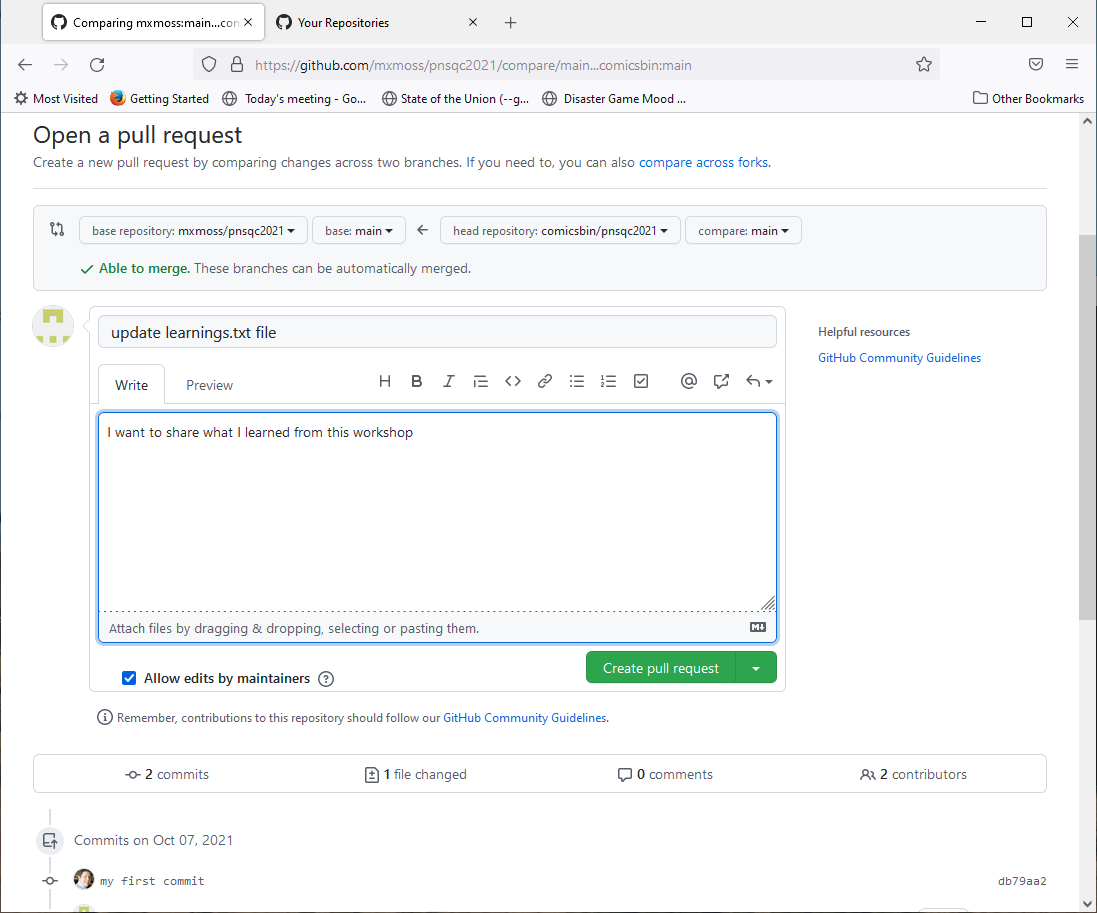 Comparing mxmoss:main...com
Your Repositories
https://github.com/mxmoss/pnsqc2021/compare/main...comicsbin:main
Most Visited
Getting Started
Today's meeting - Go...
State of the Union (--g...
Disaster Game Mood ...
Other Bookmarks
Open a pull request
Create a new pull request by comparing changes across two branches. If you need to, you can also compare across forks.
base repository: mxmoss/pnsqc2021
base: main
head repository: comicsbin/pnsqc2021
compare: main
Able to merge. These branches can be automatically merged.
update learnings.txt file
Helpful resources
GitHub Community Guidelines
Write
Preview
I want to share what I learned from this workshop
Attach files by dragging & dropping, selecting or pasting them.
Create pull request
Allow edits by maintainers
Remember, contributions to this repository should follow our GitHub Community Guidelines.
2 commits
1 file changed
0 comments
2 contributors
Commits on Oct 07, 2021
my first commit
db79aa2